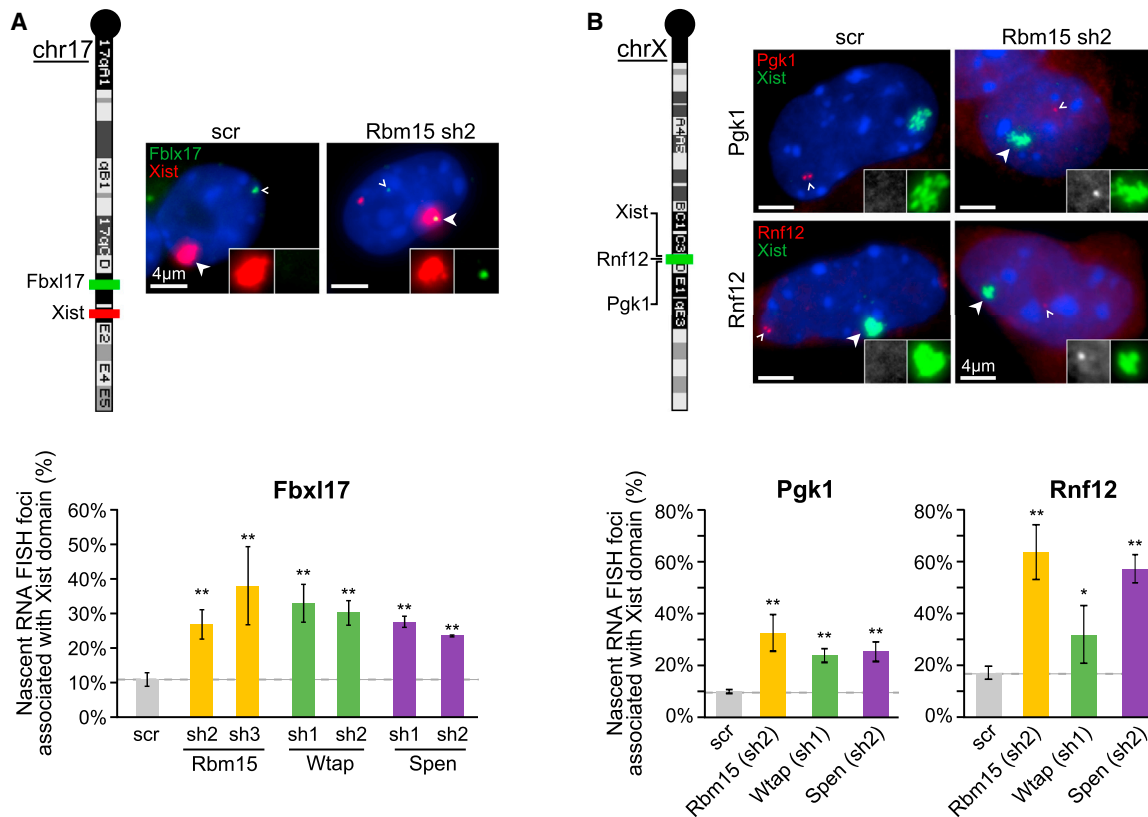 A
chr17
17qA1
qB1
17qC
D
E2
E4
E5
Fbxl17
Xist
scr
Rbm15 sh2
Fblx17
Xist
4μm
B
chrX
A4A5
B
C1
C3
D
E1
qE3
Xist
Rnf12
Pgk1
scr
Rbm15 sh2
Pgk1
Pgk1
Xist
Rnf12
Rnf12
Xist
4μm
Fbxl17
Nascent RNA FISH foci
associated with Xist domain (%)
60%
50%
40%
30%
20%
10%
0%
** ** ** ** ** **
scr sh2 sh3 sh1 sh2 sh1 sh2
Rbm15 Wtap Spen
Pgk1
Nascent RNA FISH foci
associated with Xist domain (%)
80%
60%
40%
20%
0%
** ** **
scr
Rbm15 (sh2)
Wtap (sh1)
Spen (sh2)
Rnf12
80%
60%
40%
20%
0%
** * **
scr
Rbm15 (sh2)
Wtap (sh1)
Spen (sh2)